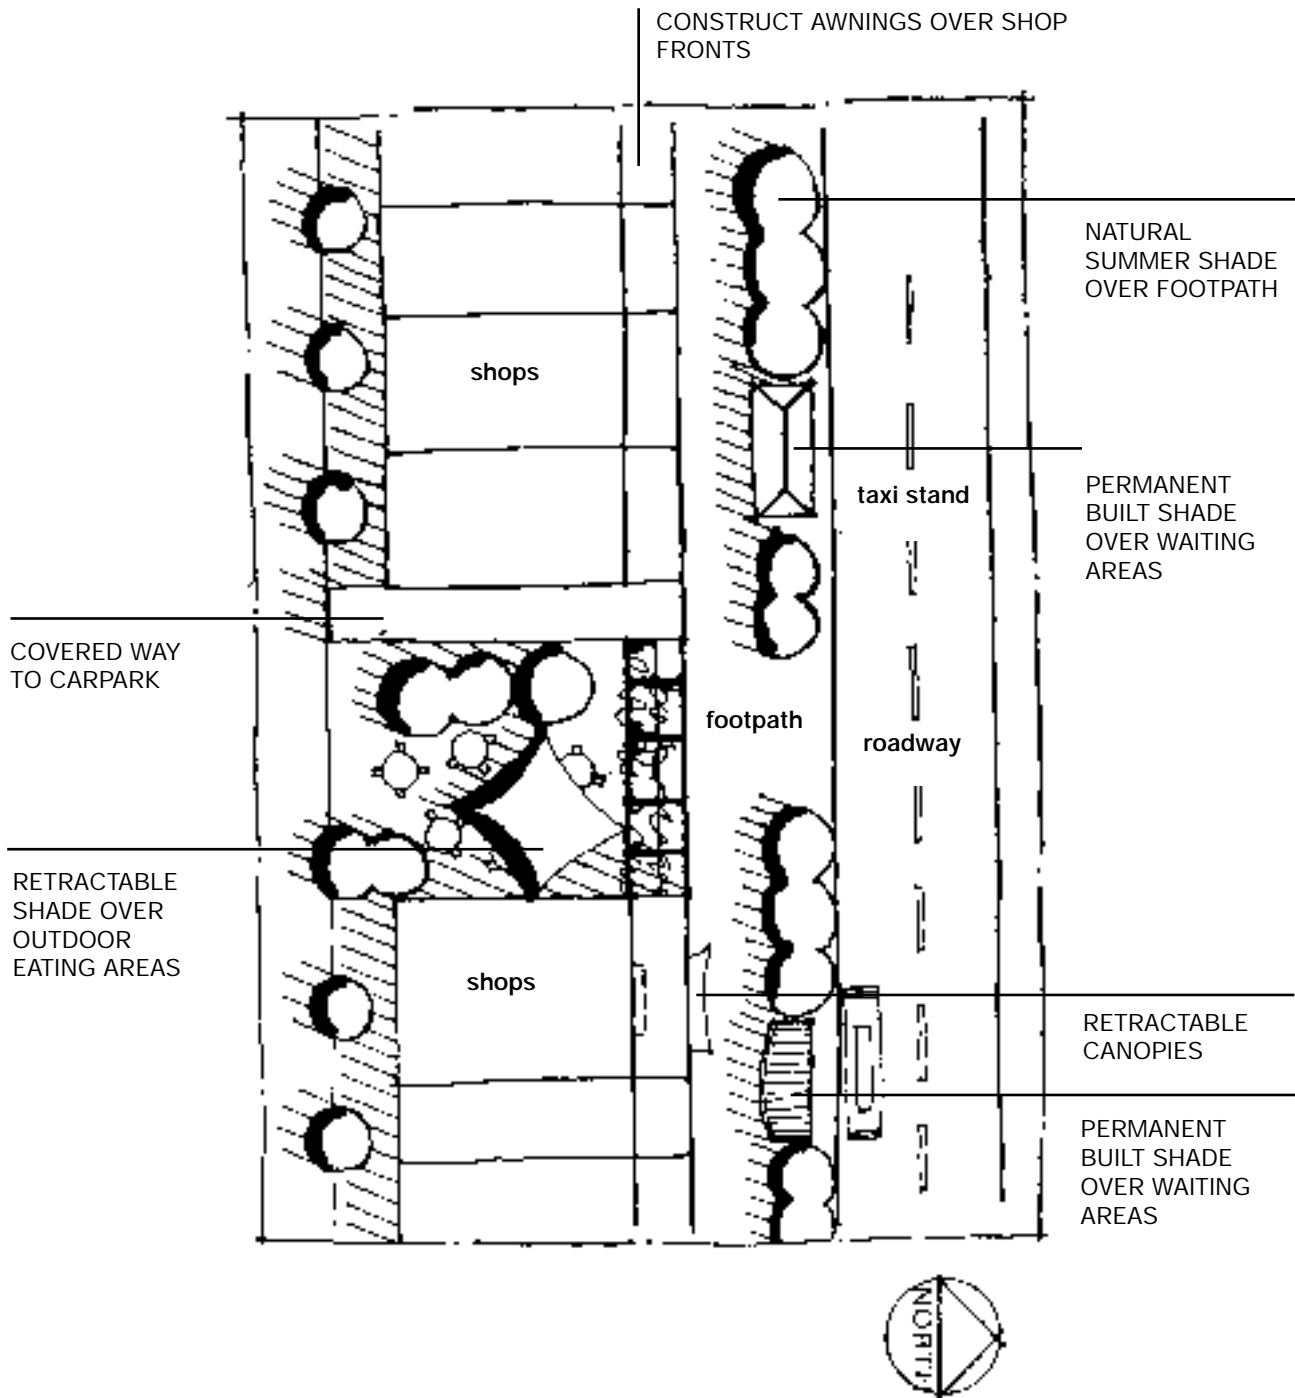 CONSTRUCT AWNINGS OVER SHOP
FRONTS
NATURAL
SUMMER SHADE
OVER FOOTPATH
shops
PERMANENT
BUILT SHADE
OVER WAITING
AREAS
taxi stand
COVERED WAY
TO CARPARK
footpath
roadway
RETRACTABLE
SHADE OVER
OUTDOOR
EATING AREAS
shops
RETRACTABLE
CANOPIES
PERMANENT
BUILT SHADE
OVER WAITING
AREAS
NORTH